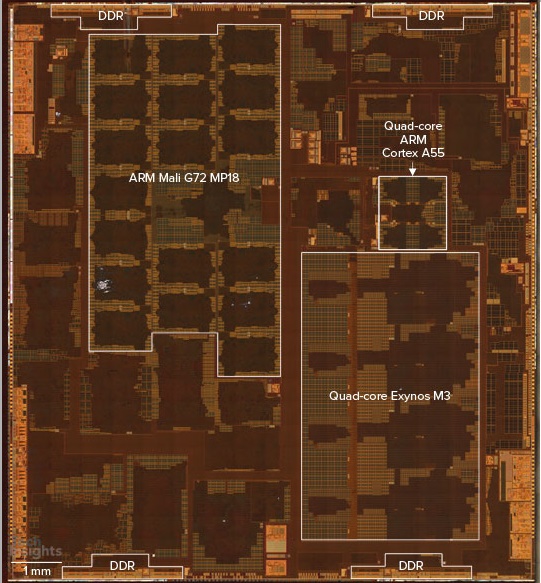 DDR
DDR
Quad-core
ARM
Cortex A55
ARM Mali G72 MP18
Quad-core Exynos M3
Insights
1 mm
DDR
DDR